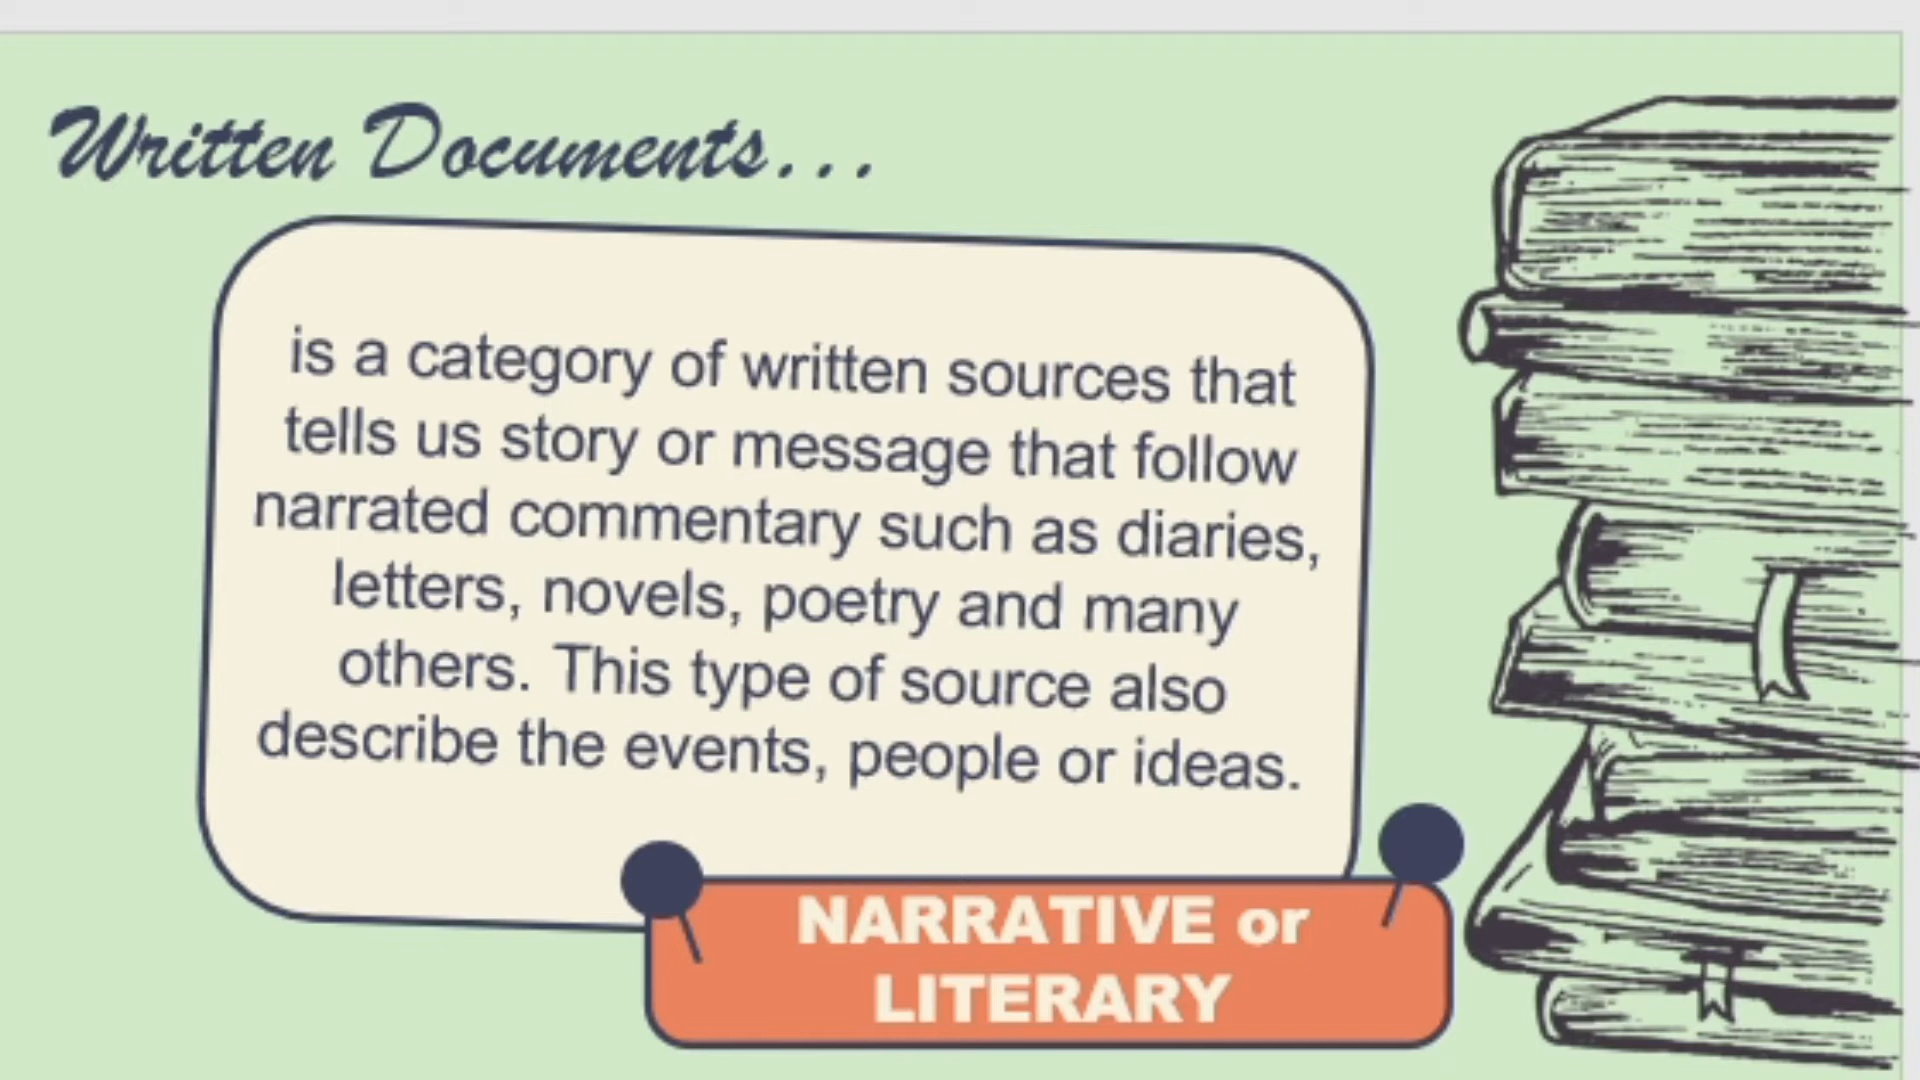 Written Documents...
is a category of written sources that
tells us story or message that follow
narrated commentary such as diaries,
letters, novels, poetry and many
others. This type of source also
describe the events, people or ideas.
NARRATIVE or
LITERARY